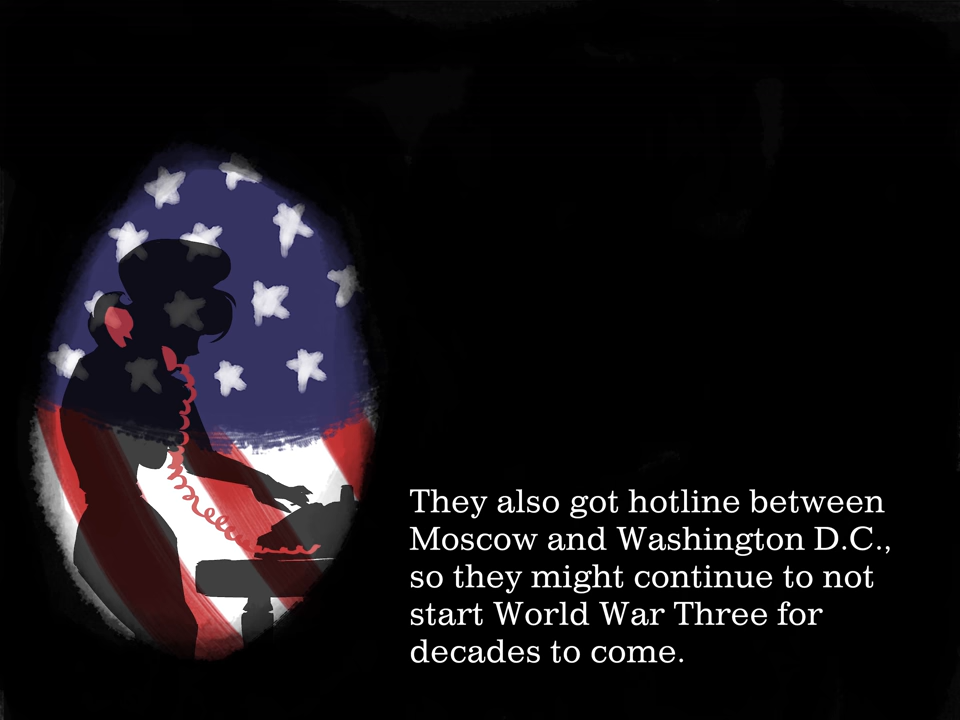 They also got hotline between
Moscow and Washington D.C.,
so they might continue to not
start World War Three for
decades to come.